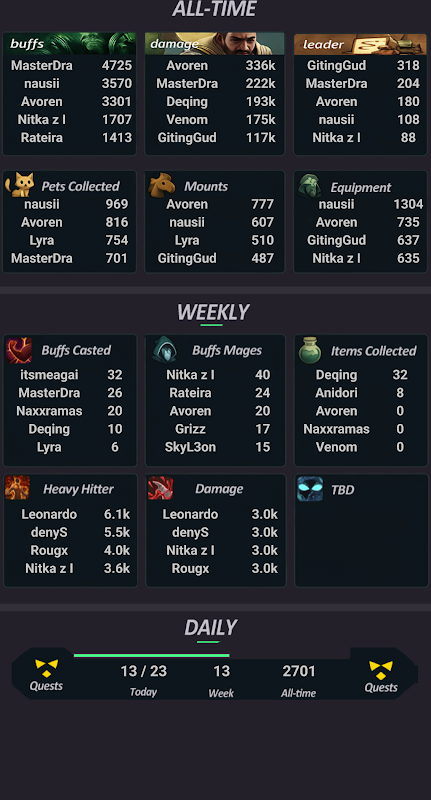 ALL-TIME
buffs damage leader
MasterDra 4725 Avoren 336k GitingGud 318
nausii 3570 MasterDra 222k MasterDra 204
Avoren 3301 Deqing 193k Avoren 180
Nitka z l 1707 Venom 175k nausii 108
Rateira 1413 GitingGud 117k Nitka z l 88
Pets Collected Mounts Equipment
nausii 969 Avoren 777 nausii 1304
Avoren 816 nausii 607 Avoren 735
Lyra 754 Lyra 510 GitingGud 637
MasterDra 701 GitingGud 487 Nitka z l 635
WEEKLY
Buffs Casted Buffs Mages Items Collected
itsmeagai 32 Nitka z l 40 Deqing 32
MasterDra 26 Rateira 24 Anidori 8
Naxxramas 20 Avoren 20 Avoren 0
Deqing 10 Grizz 17 Naxxramas 0
Lyra 6 SkyL3on 15 Venom 0
Heavy Hitter Damage TBD
Leonardo 6.1k Leonardo 3.0k
denyS 5.5k denyS 3.0k
Rougx 4.0k Nitka z l 3.0k
Nitka z l 3.6k Rougx 3.0k
DAILY
13 / 23 13 2701
Quests Today Week All-time Quests